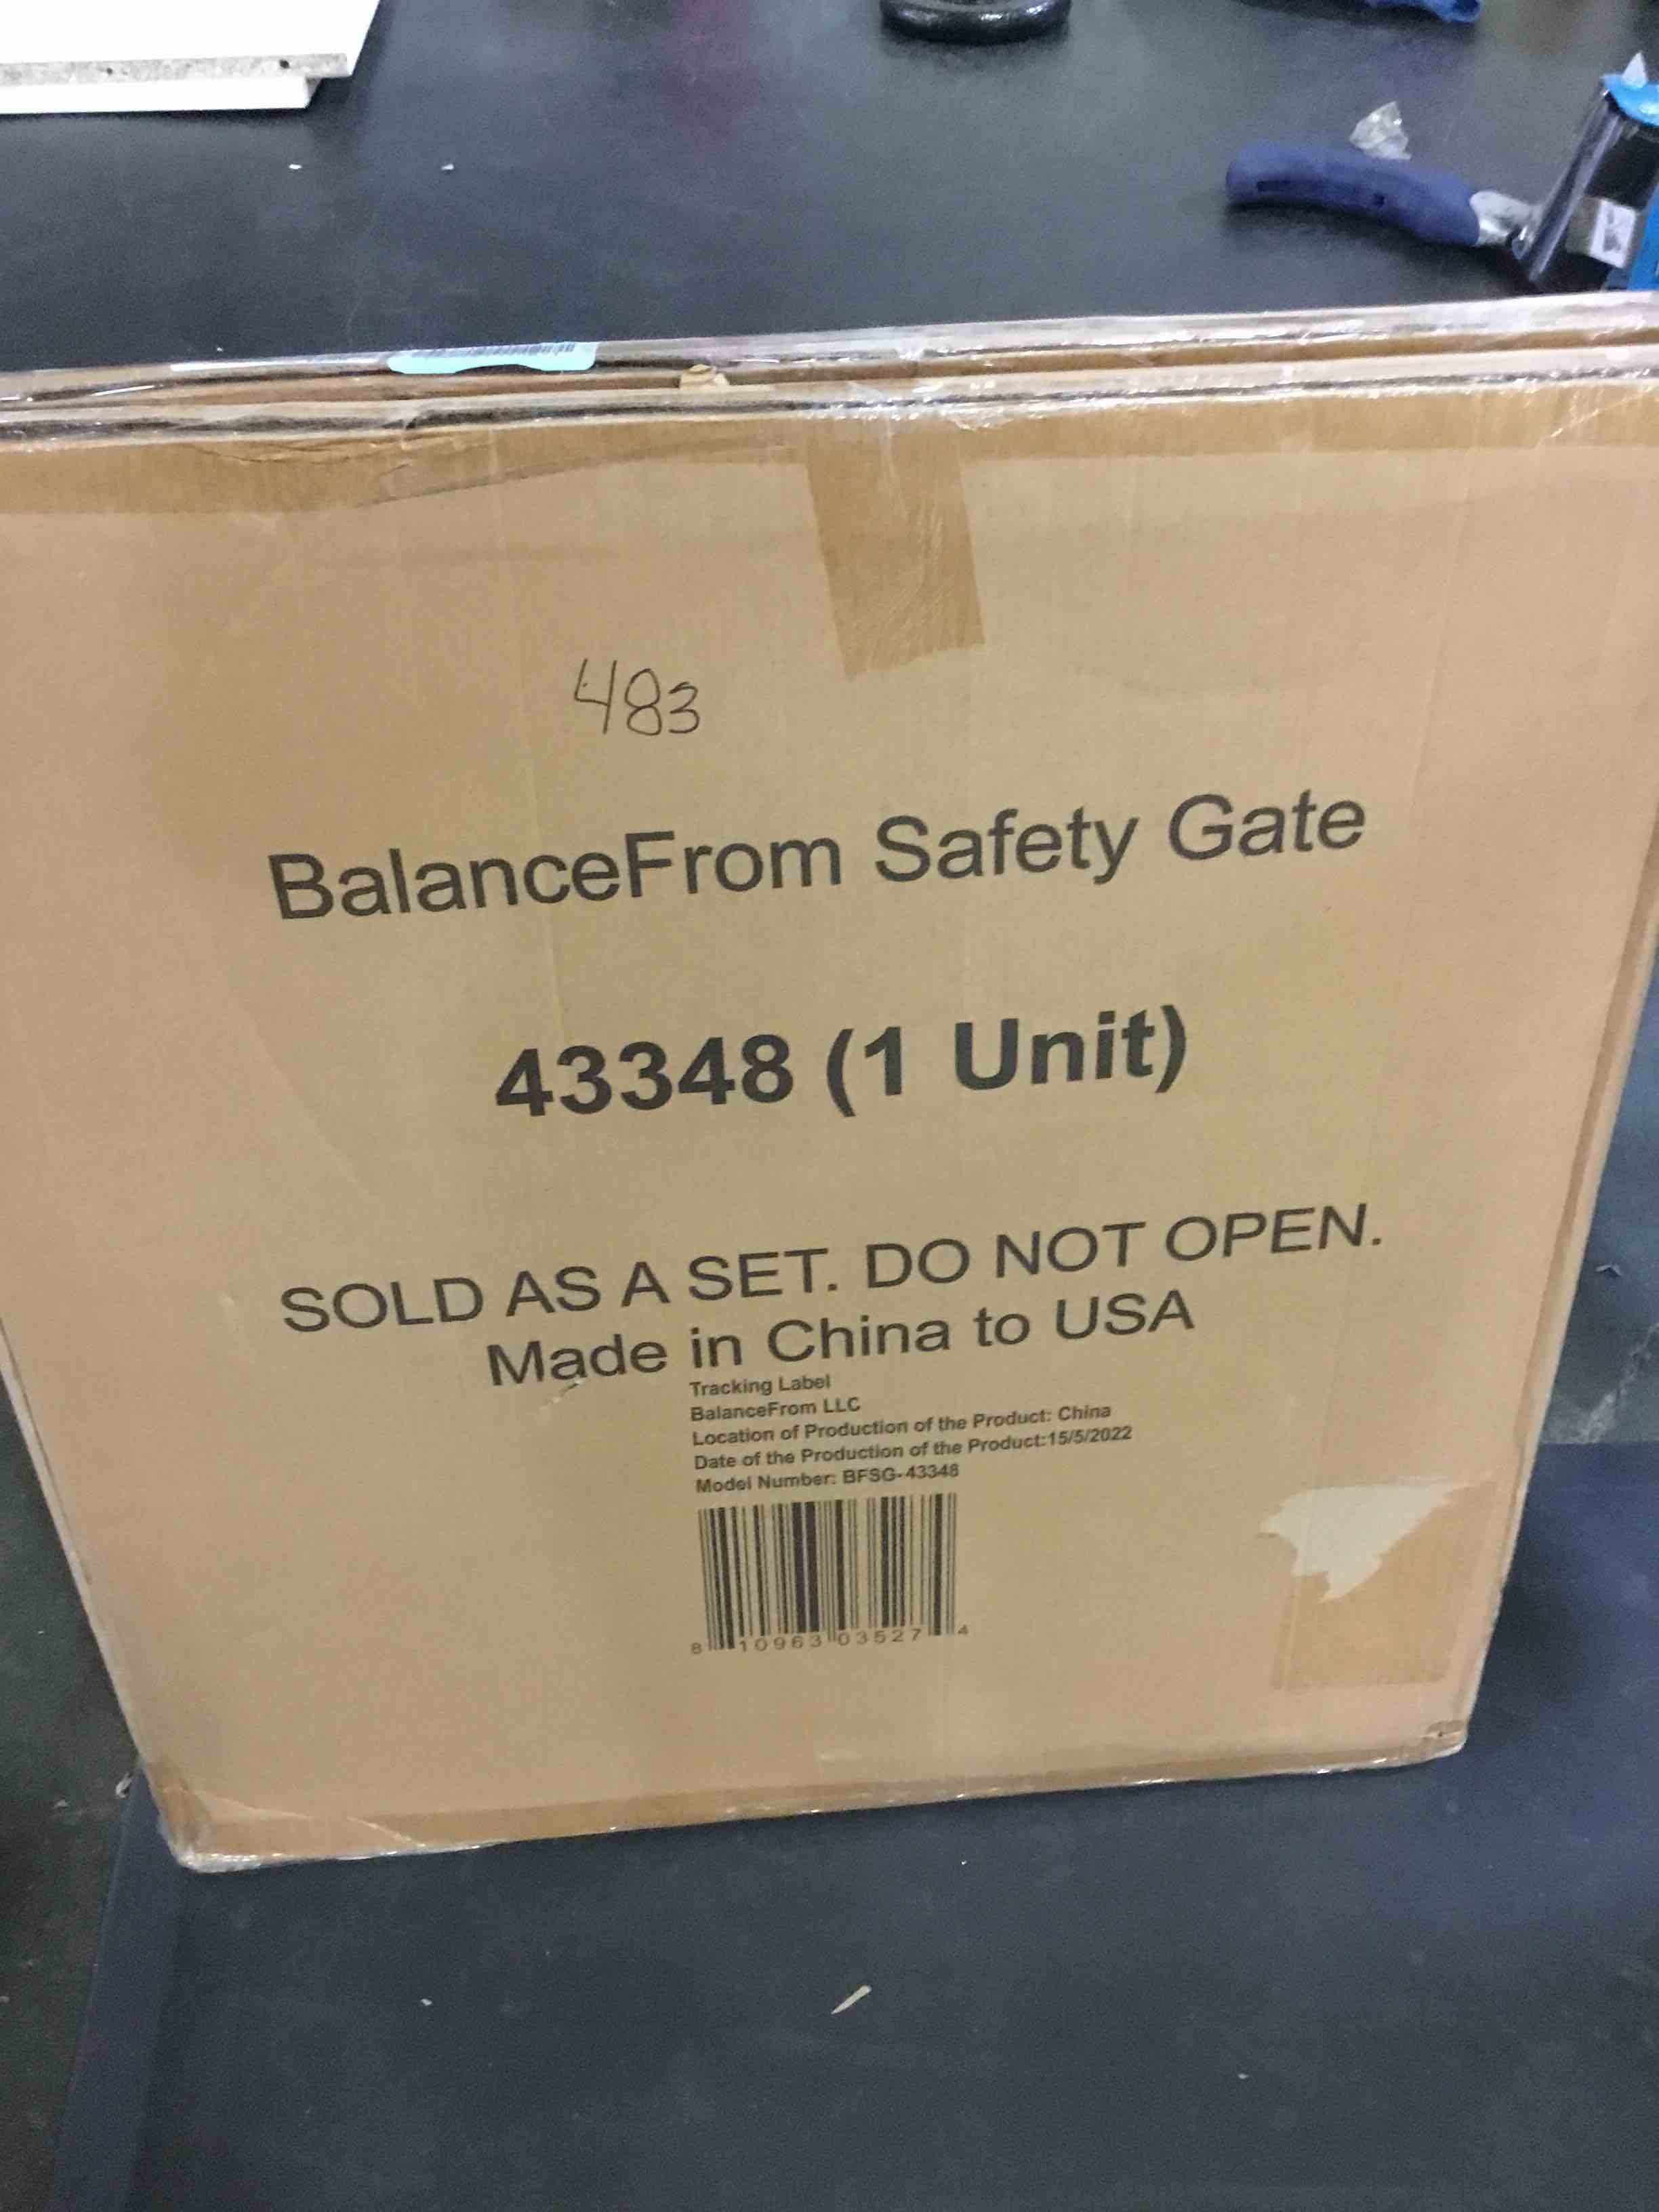 483
BalanceFrom Safety Gate
43348 (1 Unit)
SOLD AS A SET. DO NOT OPEN.
Made in China to USA
Tracking Label
BalanceFrom LLC
Location of Production of the Product: China
Date of the Production of the Product:15/5/2022
Model Number: BFSG-43348
8 10963 03527 4